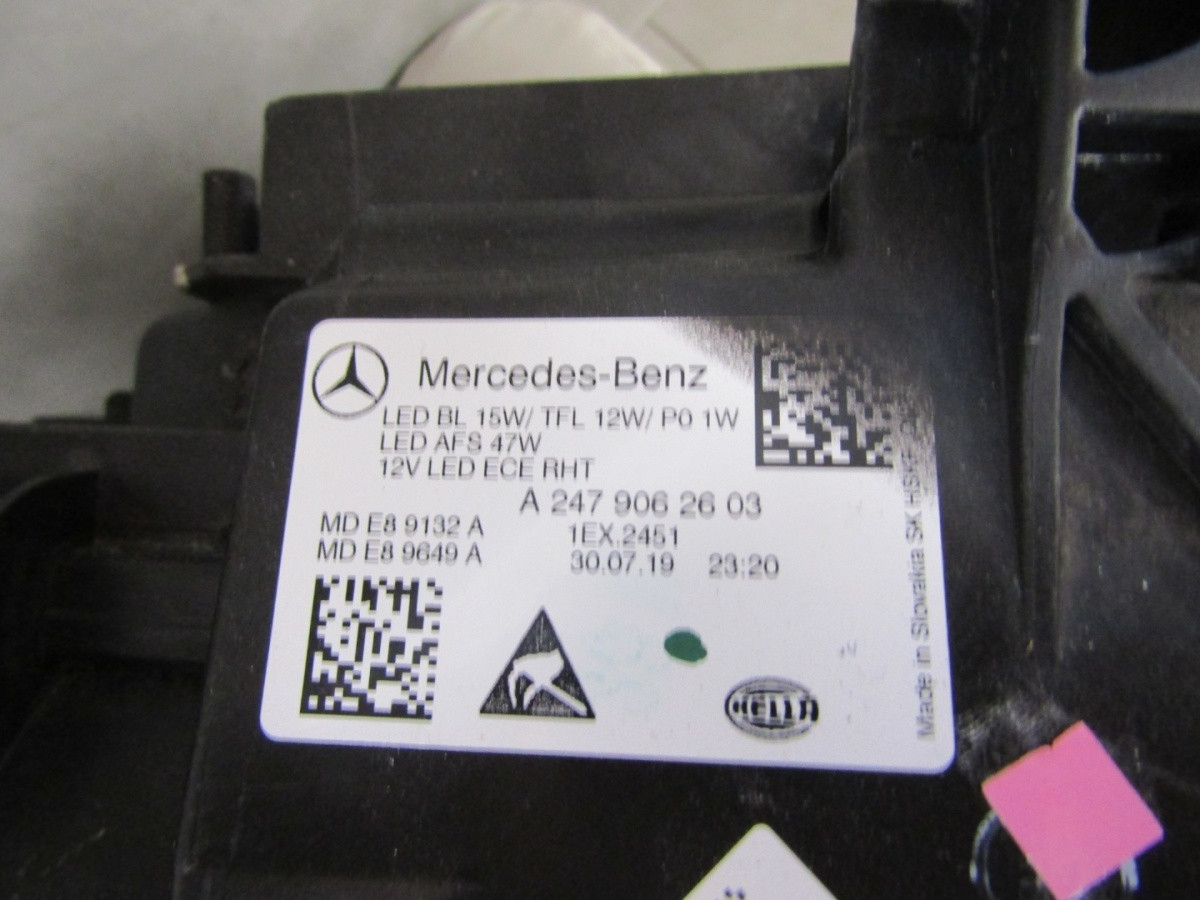 Mercedes-Benz
LED BL 15W/ TFL 12W/ P0 1W
LED AFS 47W
12V LED ECE RHT
A 247 906 26 03
MD E8 9132 A
1EX.2451
MD E8 9649 A
30.07.19 23:20
HELLA
Made in Slovakia SK